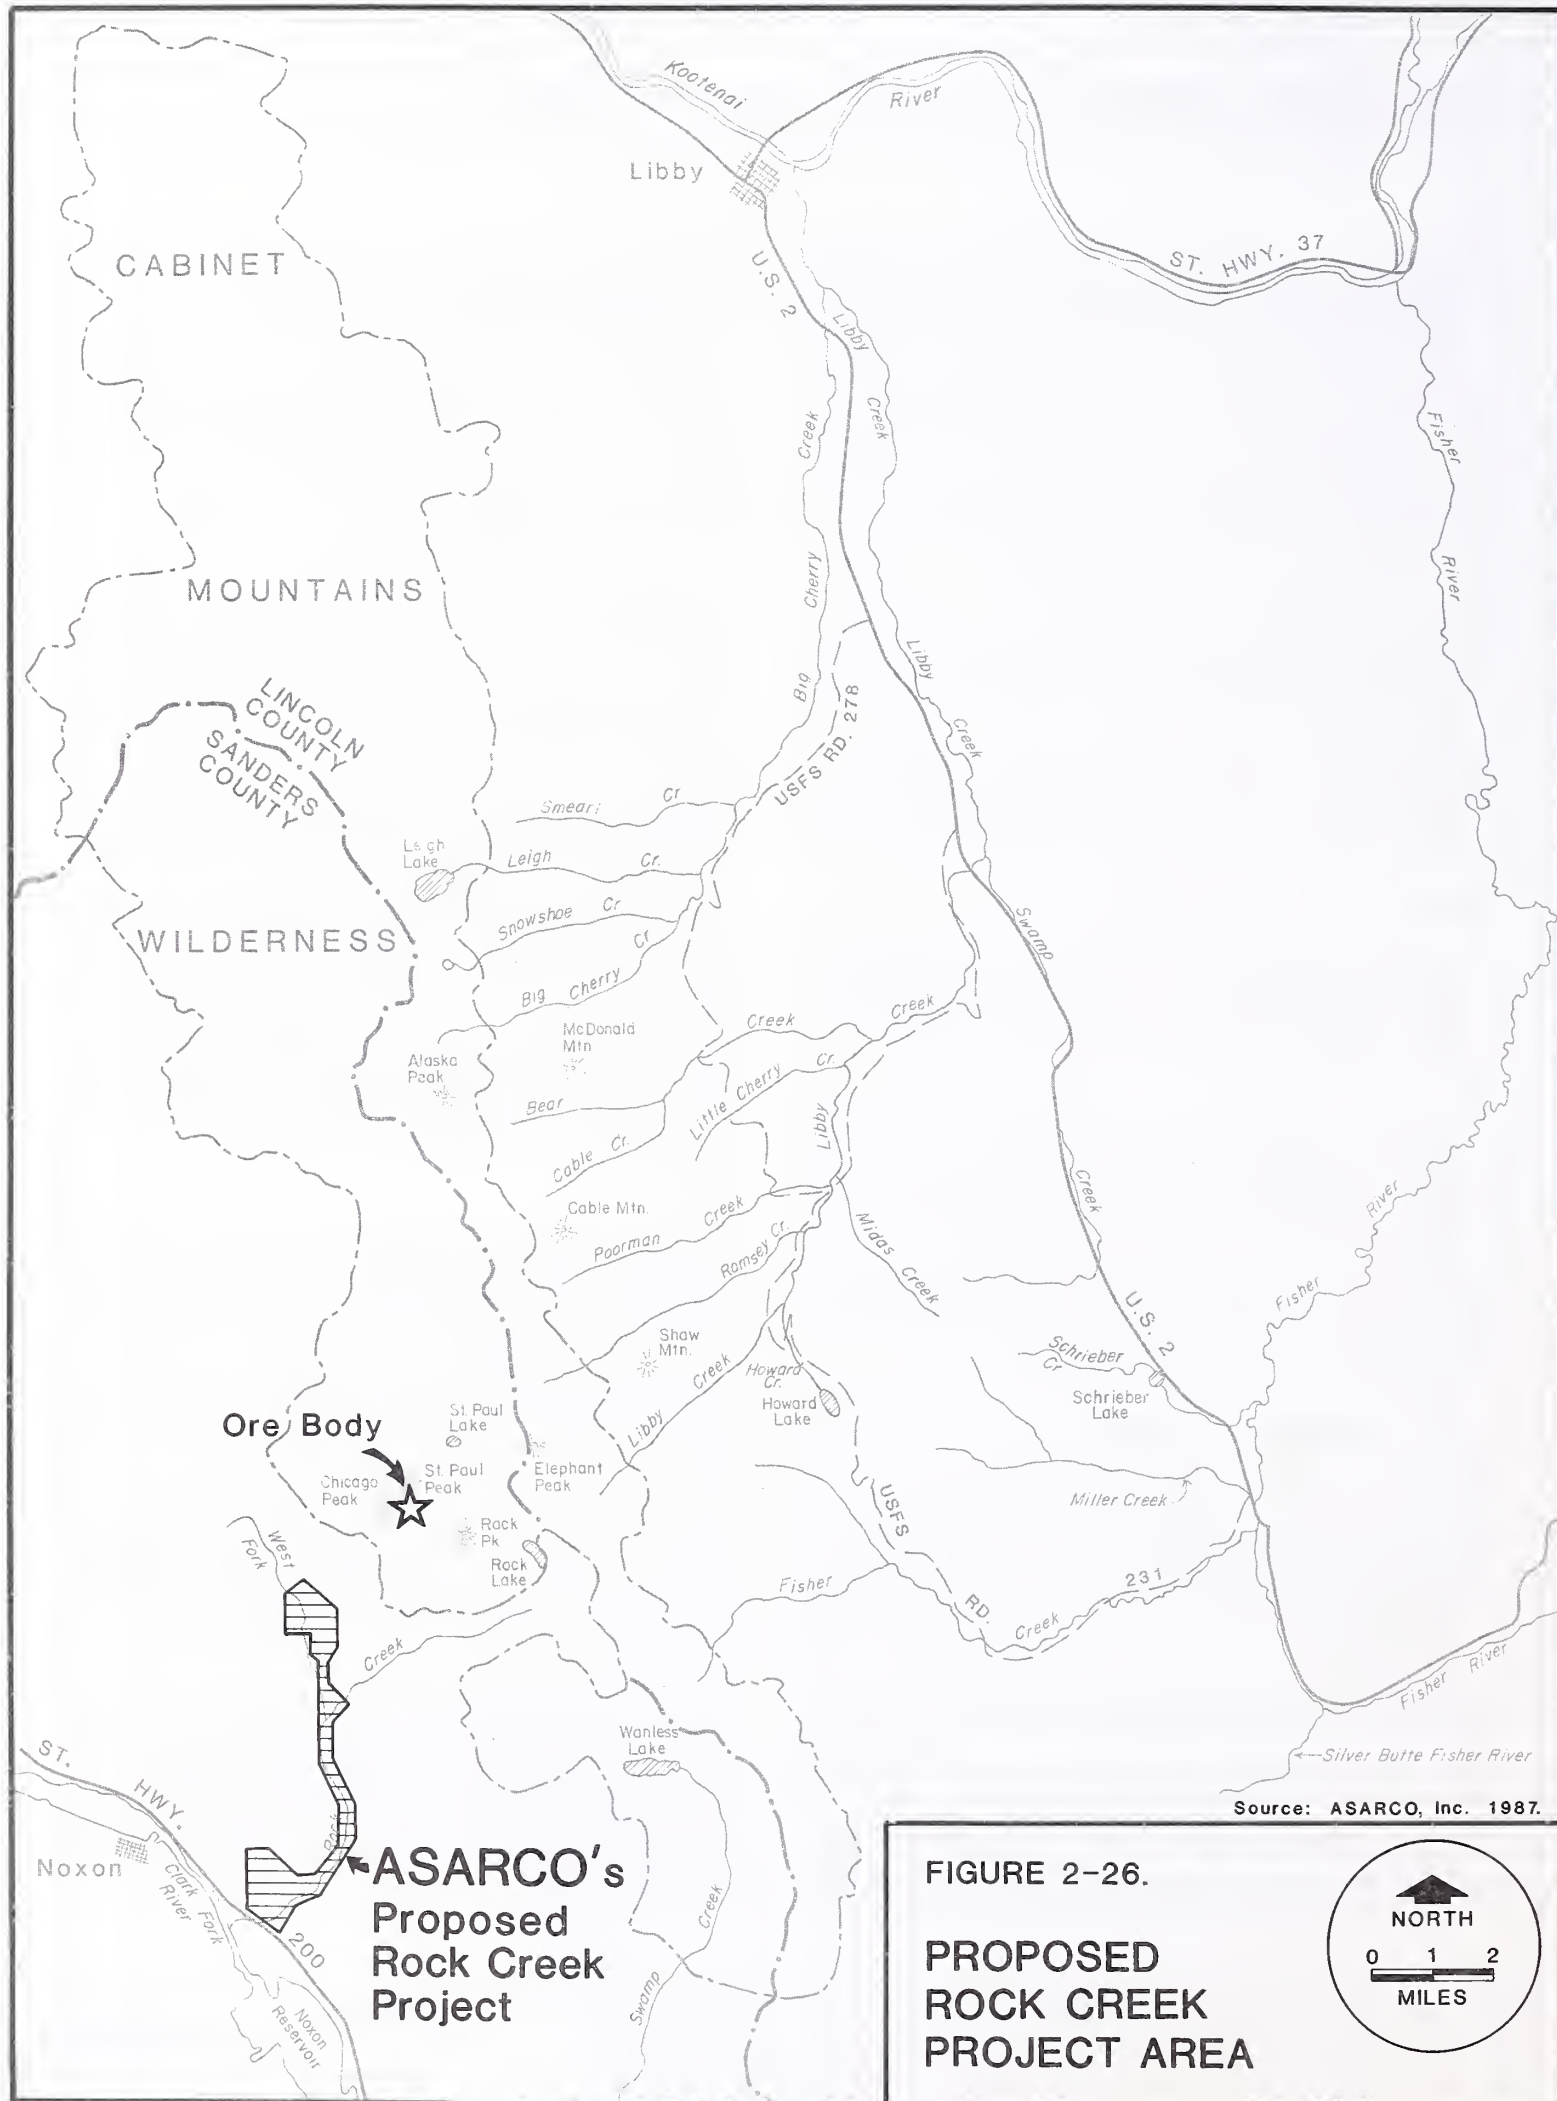 Kootenai
River
Libby
ST. HWY. 37
U.S. 2
CABINET
Libby
Creek
Creek
Fisher
River
Cherry
Big
MOUNTAINS
Libby
Creek
LINCOLN
COUNTY
SANDERS
COUNTY
USFS RD. 278
Cr
Leigh
Lake
Leigh
Cr.
Snowshoe
Cr
WILDERNESS
Cr
Swamp
Big Cherry
Creek
Creek
McDonald
Mtn
Alaska
Peak
Little Cherry
Cr.
Bear
Libby
Cable Cr.
Creek
River
Cable Mtn.
Creek
Poorman
Ramsey Cr.
Midas
Creek
Fisher
U.S. 2
Shaw
Mtn.
Schrieber
Cr
Creek
Howard
Cr.
Howard
Lake
Schrieber
Lake
Libby
Ore Body
St. Paul
Lake
St. Paul
Peak
Elephant
Peak
Chicago
Peak
Miller Creek
USFS
West
Fork
Rock
Pk
Rock
Lake
Fisher
231
RD.
Creek
Creek
Fisher River
Wanless
Lake
Silver Butte Fisher River
ST.
HWY.
200
Source: ASARCO, Inc. 1987.
Rock
Noxon
Clark Fork
River
ASARCO's
Proposed
Rock Creek
Project
Creek
Swamp
Noxon
Reservoir
FIGURE 2-26.
PROPOSED
ROCK CREEK
PROJECT AREA
NORTH
0 1 2
MILES